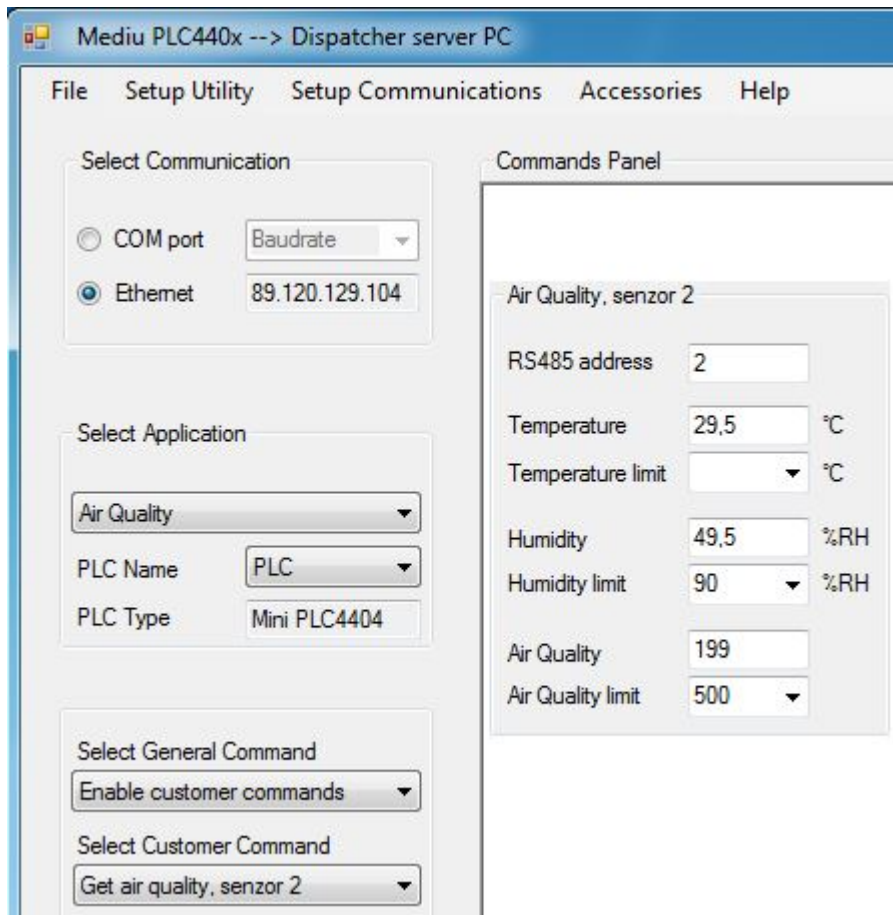 Mediu PLC440x --> Dispatcher server PC
File Setup Utility Setup Communications Accessories Help
Select Communication
COM port Baudrate
Ethernet 89.120.129.104
Select Application
Air Quality
PLC Name PLC
PLC Type Mini PLC4404
Select General Command
Enable customer commands
Select Customer Command
Get air quality, senzor 2
Commands Panel
Air Quality, senzor 2
RS485 address 2
Temperature 29,5 °C
Temperature limit °C
Humidity 49,5 %RH
Humidity limit 90 %RH
Air Quality 199
Air Quality limit 500